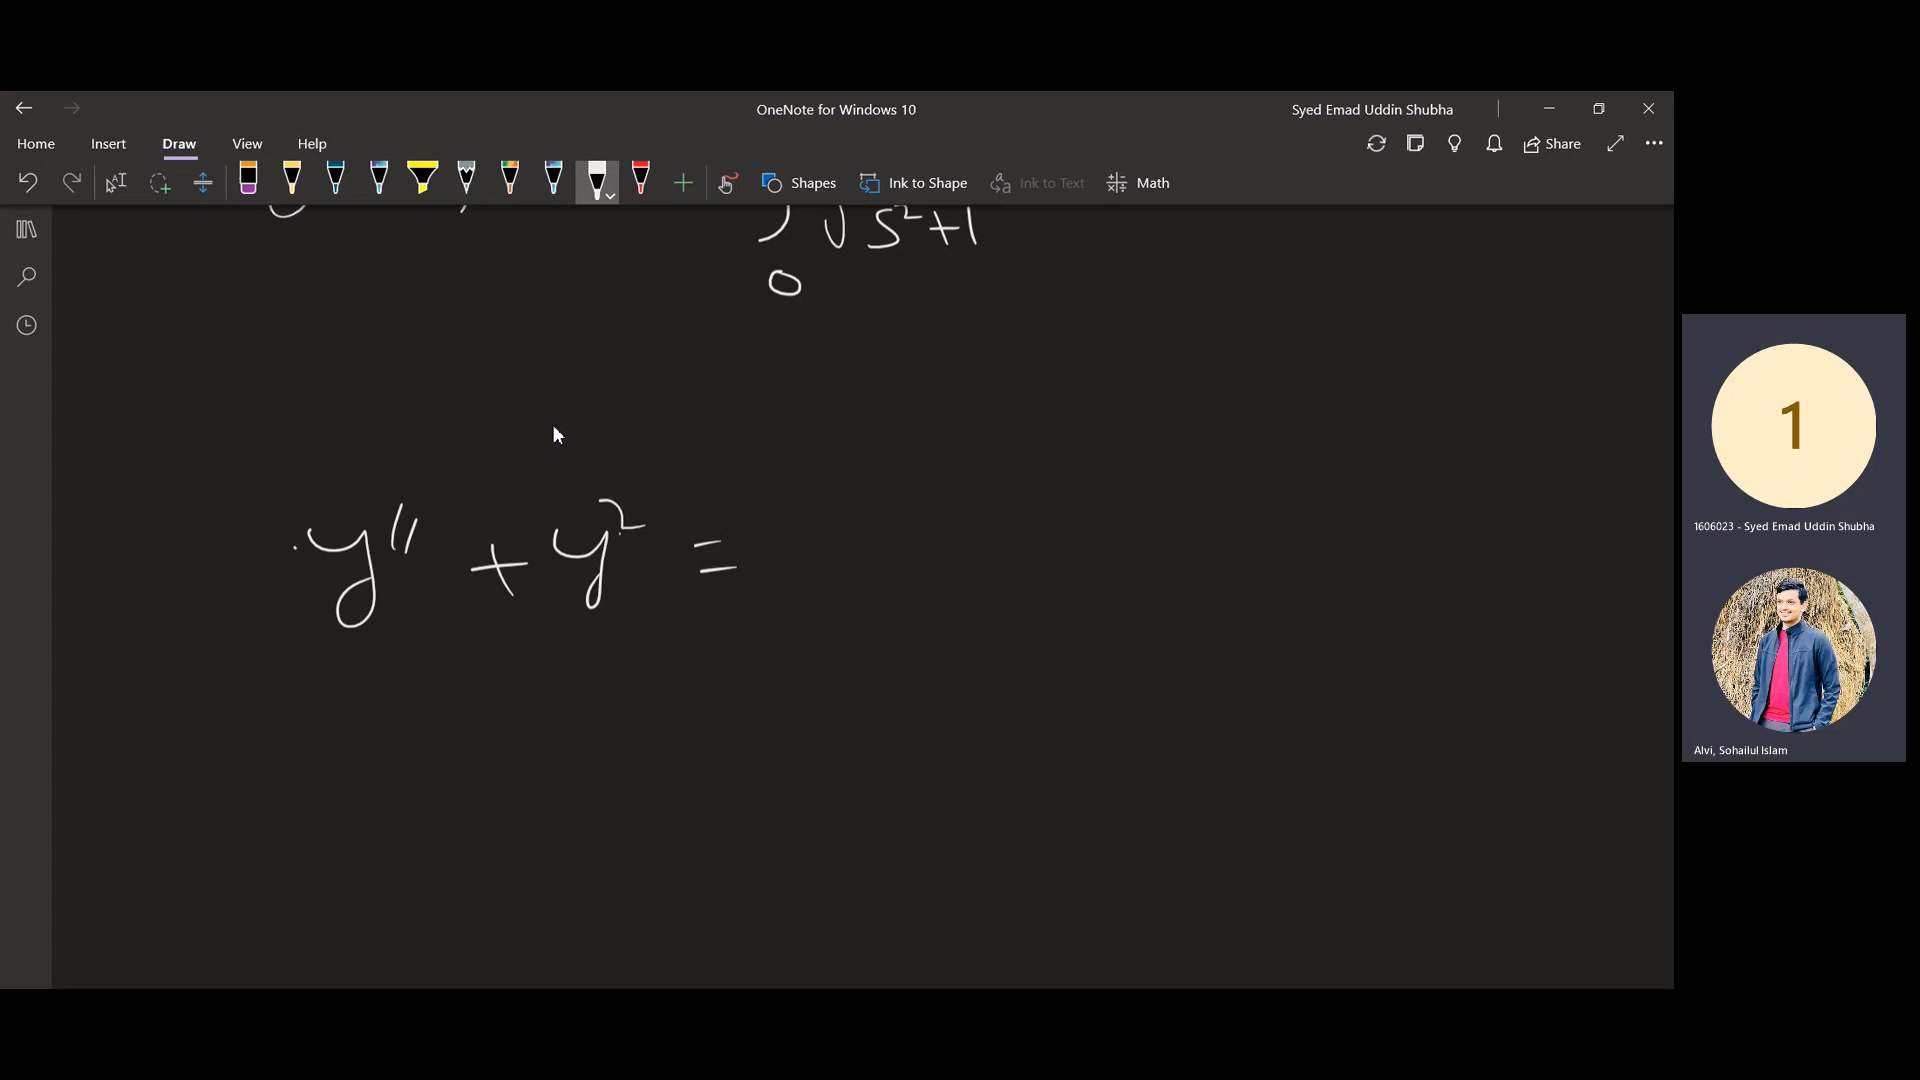 OneNote for Windows 10
Syed Emad Uddin Shubha
Home Insert Draw View Help
Share
Shapes
Ink to Shape
Ink to Text
Math
√s²+1
0
y'' + y² =
1
1606023 - Syed Emad Uddin Shubha
Alvi, Sohailul Islam